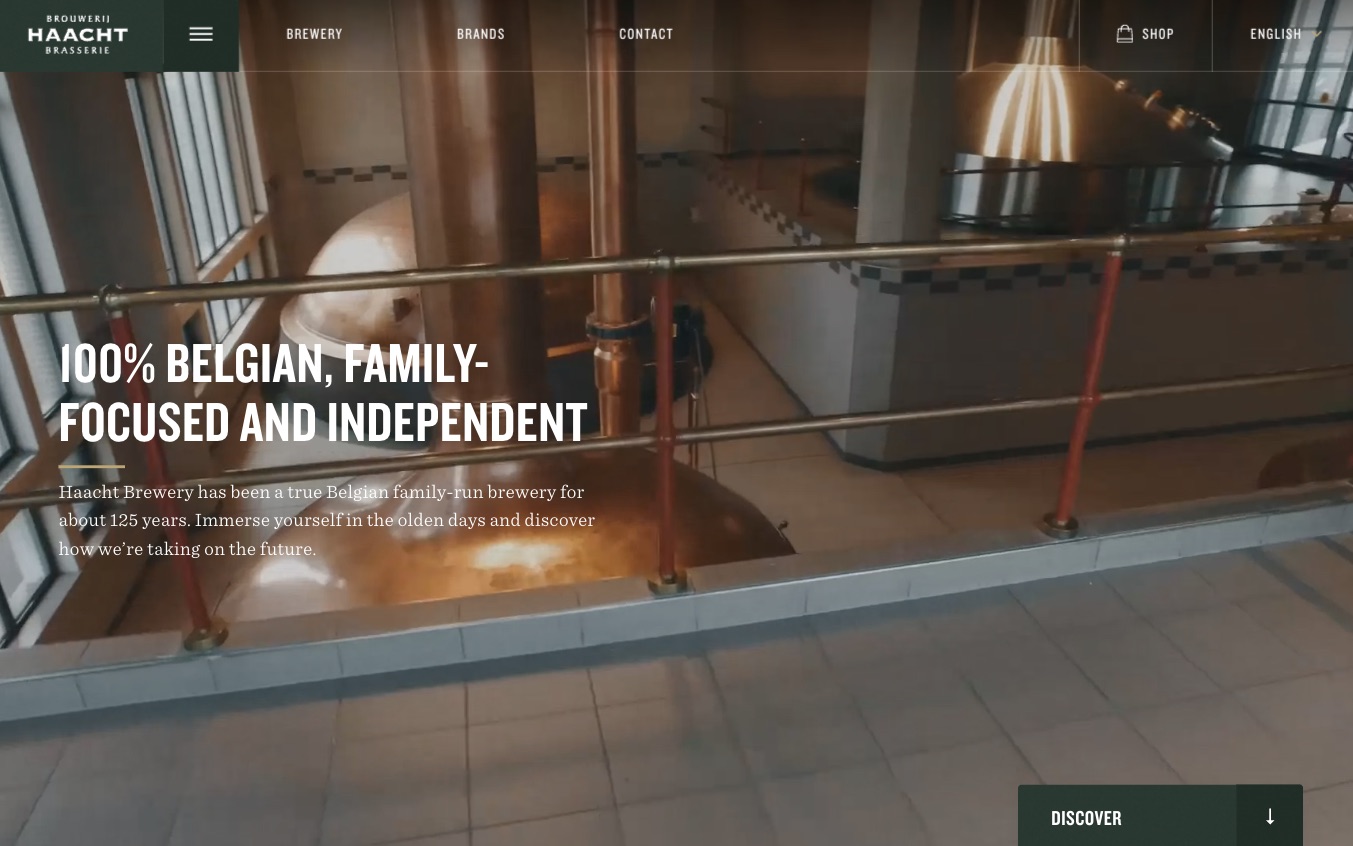 BROUWERIJ
HAACHT
BRASSERIE
BREWERY
BRANDS
CONTACT
SHOP
ENGLISH
100% BELGIAN, FAMILY-
FOCUSED AND INDEPENDENT
Haacht Brewery has been a true Belgian family-run brewery for
about 125 years. Immerse yourself in the olden days and discover
how we’re taking on the future.
DISCOVER